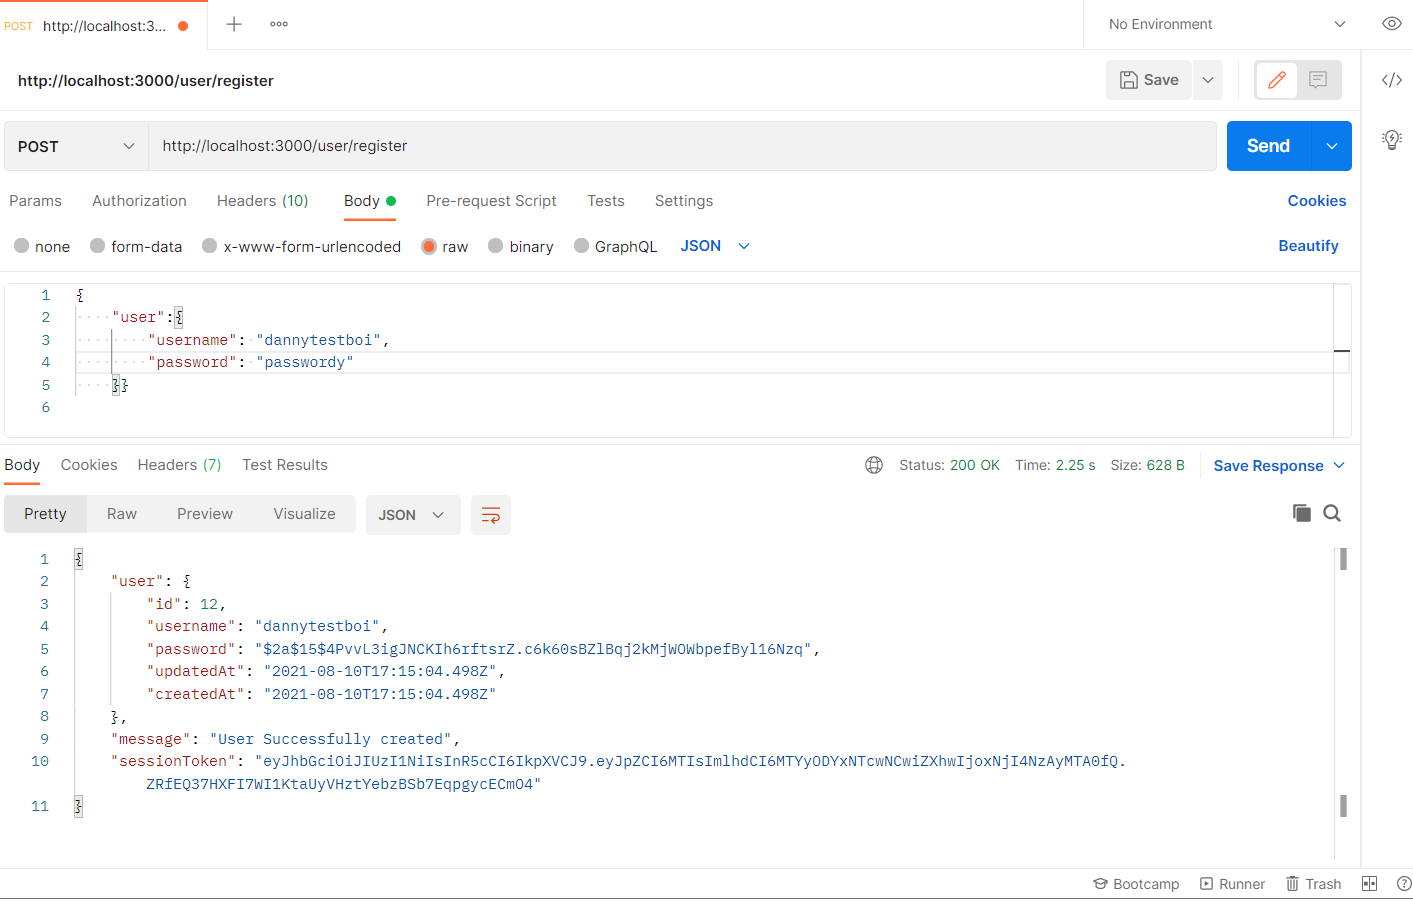 POST http://localhost:3... No Environment
http://localhost:3000/user/register Save
POST http://localhost:3000/user/register Send
Params Authorization Headers (10) Body Pre-request Script Tests Settings Cookies
none form-data x-www-form-urlencoded raw binary GraphQL JSON Beautify
1 {
2 "user":{
3 "username": "dannytestboi",
4 "password": "passwordy"
5 }}
6
Body Cookies Headers (7) Test Results Status: 200 OK Time: 2.25 s Size: 628 B Save Response
Pretty Raw Preview Visualize JSON
1 {
2 "user": {
3 "id": 12,
4 "username": "dannytestboi",
5 "password": "$2a$15$4PvvL3igJNCKIh6rftsrZ.c6k60sBZlBqj2kMjWOWbpefByl16Nzq",
6 "updatedAt": "2021-08-10T17:15:04.498Z",
7 "createdAt": "2021-08-10T17:15:04.498Z"
8 },
9 "message": "User Successfully created",
10 "sessionToken": "eyJhbGciOiJIUzI1NiIsInR5cCI6IkpXVCJ9.eyJpZCI6MTIsImlhdCI6MTYyODYxNTcwNCwiZXhwIjoxNjI4NzAyMTA0fQ.
ZRfEQ37HXFI7WI1KtaUyVHztYebzBSb7EqpgycECmO4"
11 }
Bootcamp Runner Trash